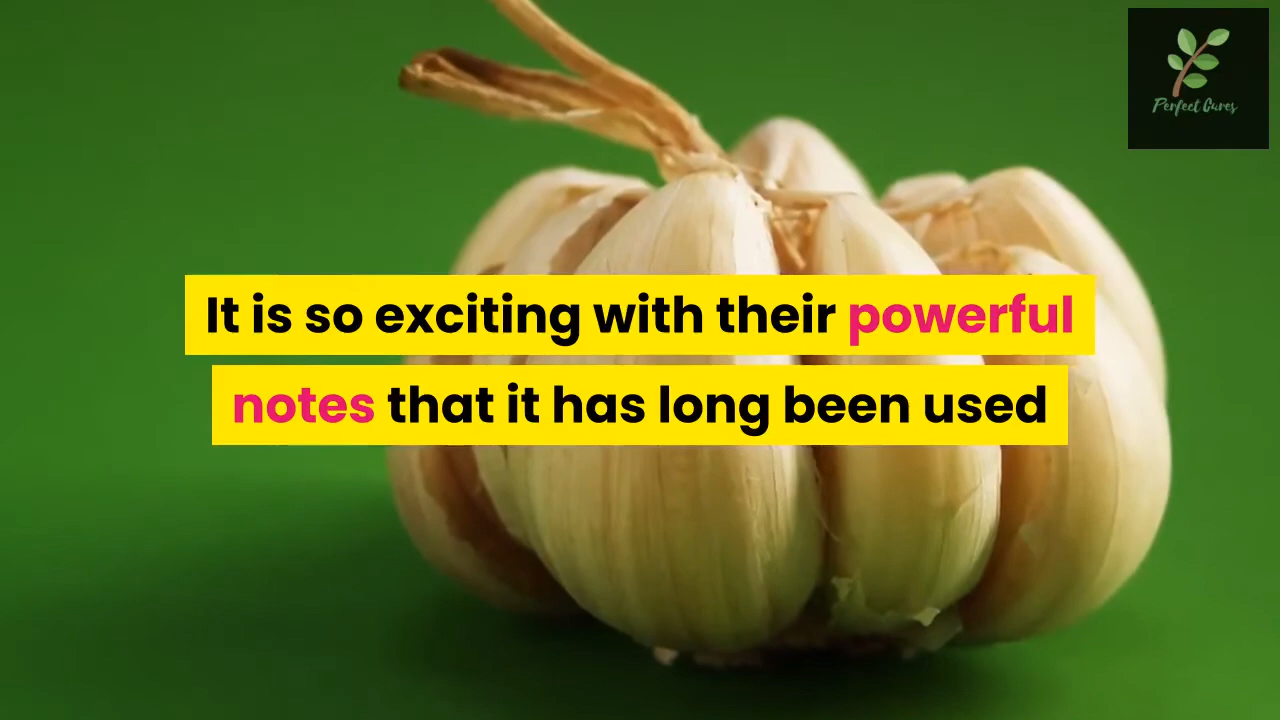 Perfect Cures
It is so exciting with their powerful
notes that it has long been used